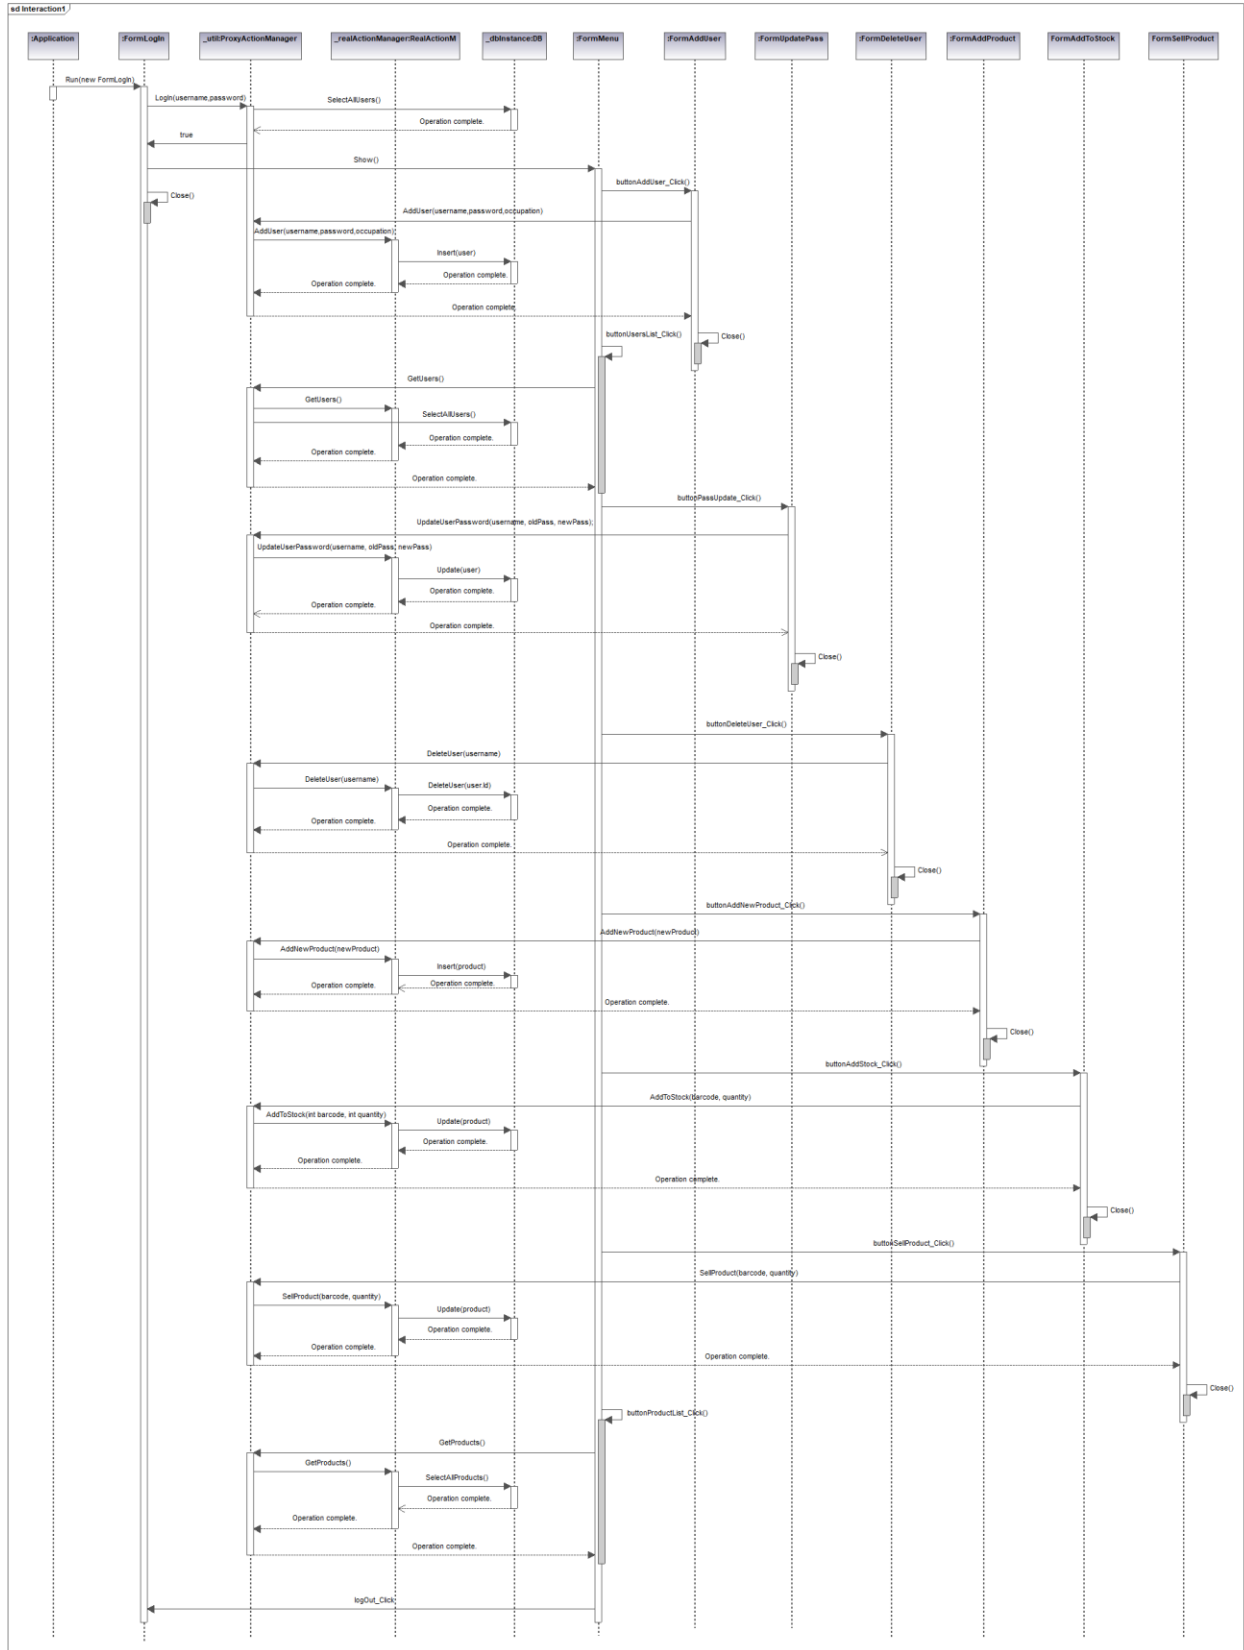 sd Interaction1
:Application
:FormLogIn
_util:ProxyActionManager
_realActionManager:RealActionM
_dbInstance:DB
:FormMenu
:FormAddUser
:FormUpdatePass
:FormDeleteUser
:FormAddProduct
FormAddToStock
FormSellProduct
Run(new FormLogin)
Login(username,password)
SelectAllUsers()
Operation complete.
true
Show()
buttonAddUser_Click()
Close()
AddUser(username,password,occupation)
AddUser(username,password,occupation)
Insert(user)
Operation complete.
Operation complete.
Operation complete
buttonUsersList_Click()
Close()
GetUsers()
GetUsers()
SelectAllUsers()
Operation complete.
Operation complete.
Operation complete.
buttonPassUpdate_Click()
UpdateUserPassword(username, oldPass, newPass);
UpdateUserPassword(username, oldPass, newPass)
Update(user)
Operation complete.
Operation complete.
Operation complete.
Close()
buttonDeleteUser_Click()
DeleteUser(username)
DeleteUser(username)
DeleteUser(user.Id)
Operation complete.
Operation complete.
Operation complete.
Close()
buttonAddNewProduct_Click()
AddNewProduct(newProduct)
AddNewProduct(newProduct)
Insert(product)
Operation complete.
Operation complete.
Operation complete.
Close()
buttonAddStock_Click()
AddToStock(barcode, quantity)
AddToStock(int barcode, int quantity)
Update(product)
Operation complete.
Operation complete.
Operation complete.
Close()
buttonSellProduct_Click()
SellProduct(barcode, quantity)
SellProduct(barcode, quantity)
Update(product)
Operation complete.
Operation complete.
Operation complete.
Close()
buttonProductList_Click()
GetProducts()
GetProducts()
SelectAllProducts()
Operation complete.
Operation complete.
Operation complete.
logOut_Click